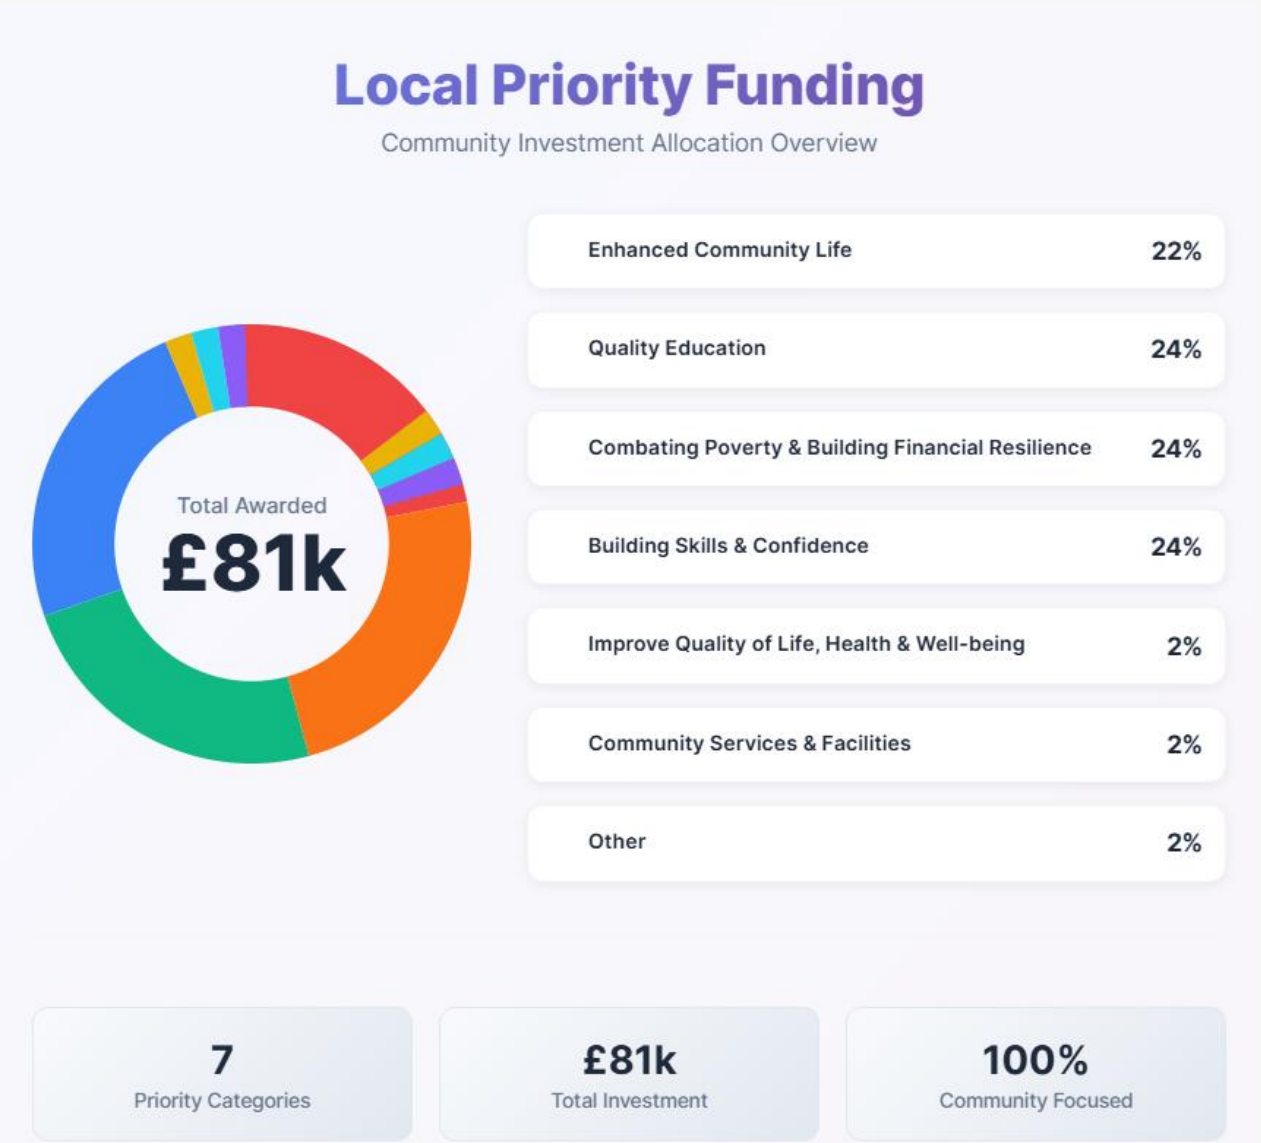 Local Priority Funding
Community Investment Allocation Overview
Enhanced Community Life 22%
Quality Education 24%
Combating Poverty & Building Financial Resilience 24%
Building Skills & Confidence 24%
Improve Quality of Life, Health & Well-being 2%
Community Services & Facilities 2%
Other 2%
Total Awarded
£81k
7
Priority Categories
£81k
Total Investment
100%
Community Focused